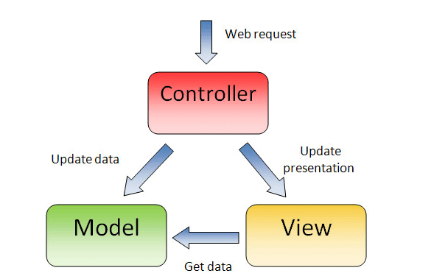 Web request
Controller
Update data
Update
presentation
Model
View
Get data